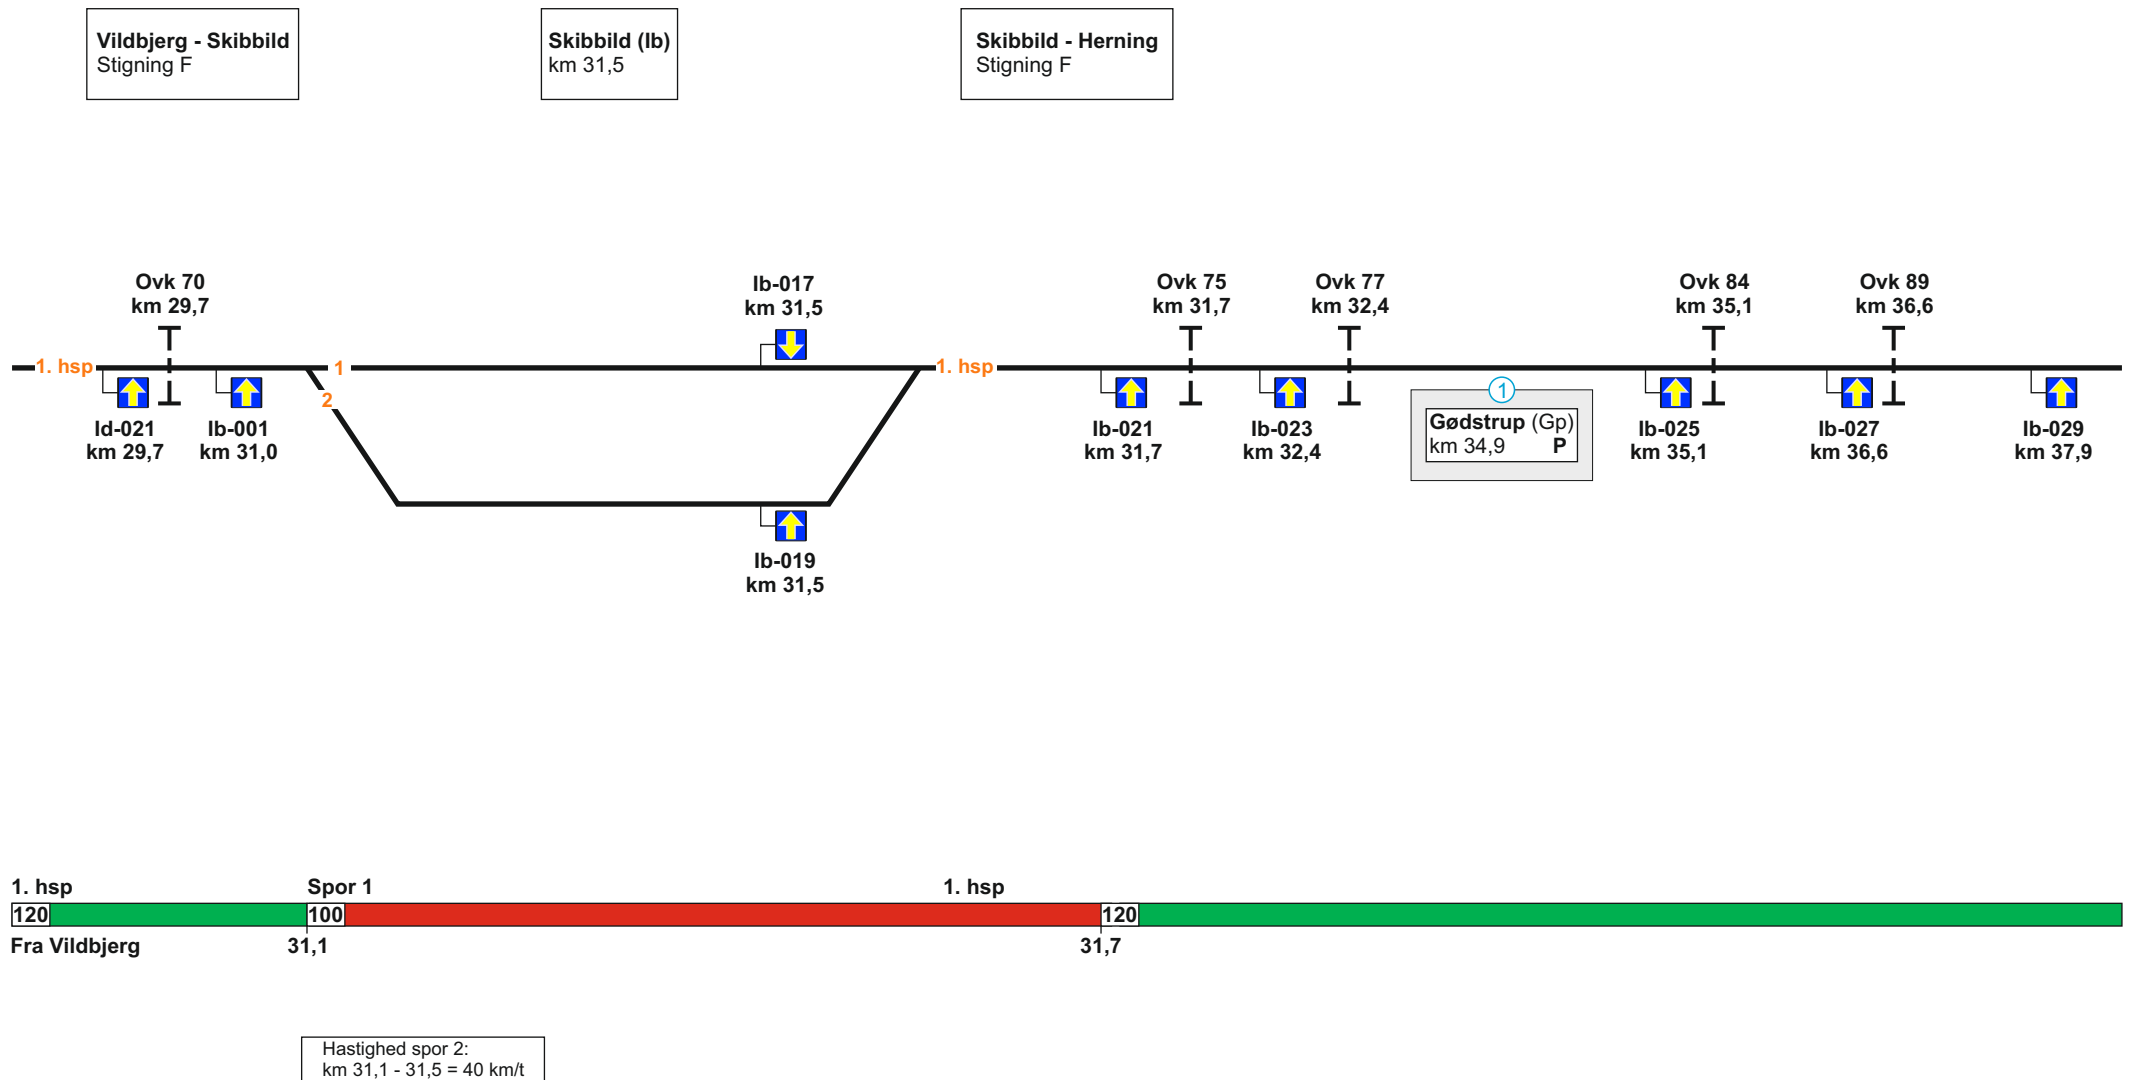 Vildbjerg - Skibbild
Stigning F
Skibbild (Ib)
km 31,5
Skibbild - Herning
Stigning F
Ovk 70
km 29,7
Ib-017
km 31,5
Ovk 75
km 31,7
Ovk 77
km 32,4
Ovk 84
km 35,1
Ovk 89
km 36,6
1. hsp
1
2
1. hsp
Id-021
km 29,7
Ib-001
km 31,0
Ib-021
km 31,7
Ib-023
km 32,4
1
Gødstrup (Gp)
km 34,9 P
Ib-025
km 35,1
Ib-027
km 36,6
Ib-029
km 37,9
Ib-019
km 31,5
1. hsp
Spor 1
1. hsp
120
100
120
Fra Vildbjerg
31,1
31,7
Hastighed spor 2:
km 31,1 - 31,5 = 40 km/t